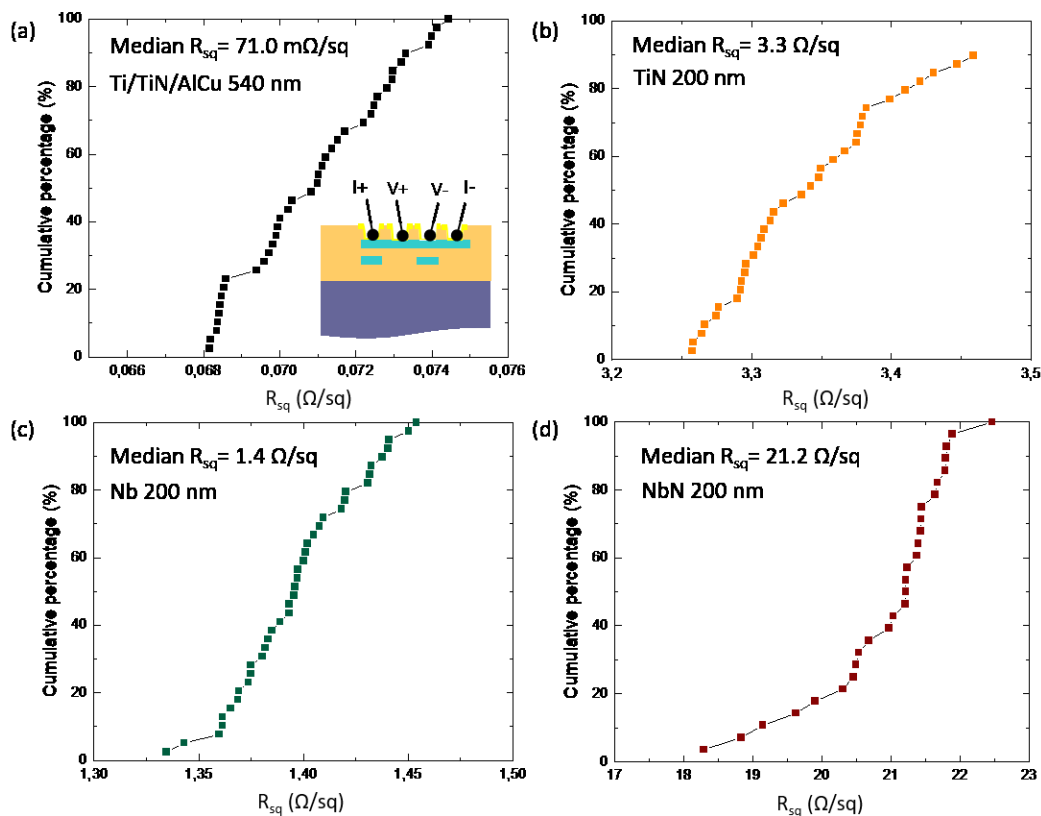 (a)
Median Rsq= 71.0 mΩ/sq
Ti/TiN/AlCu 540 nm
I+ V+ V- I-
Cumulative percentage (%)
100
80
60
40
20
0
0,066 0,068 0,070 0,072 0,074 0,076
Rsq (Ω/sq)
(b)
Median Rsq= 3.3 Ω/sq
TiN 200 nm
Cumulative percentage (%)
100
80
60
40
20
0
3,2 3,3 3,4 3,5
Rsq (Ω/sq)
(c)
Median Rsq= 1.4 Ω/sq
Nb 200 nm
Cumulative percentage (%)
100
80
60
40
20
0
1,30 1,35 1,40 1,45 1,50
Rsq (Ω/sq)
(d)
Median Rsq= 21.2 Ω/sq
NbN 200 nm
Cumulative percentage (%)
100
80
60
40
20
0
17 18 19 20 21 22 23
Rsq (Ω/sq)